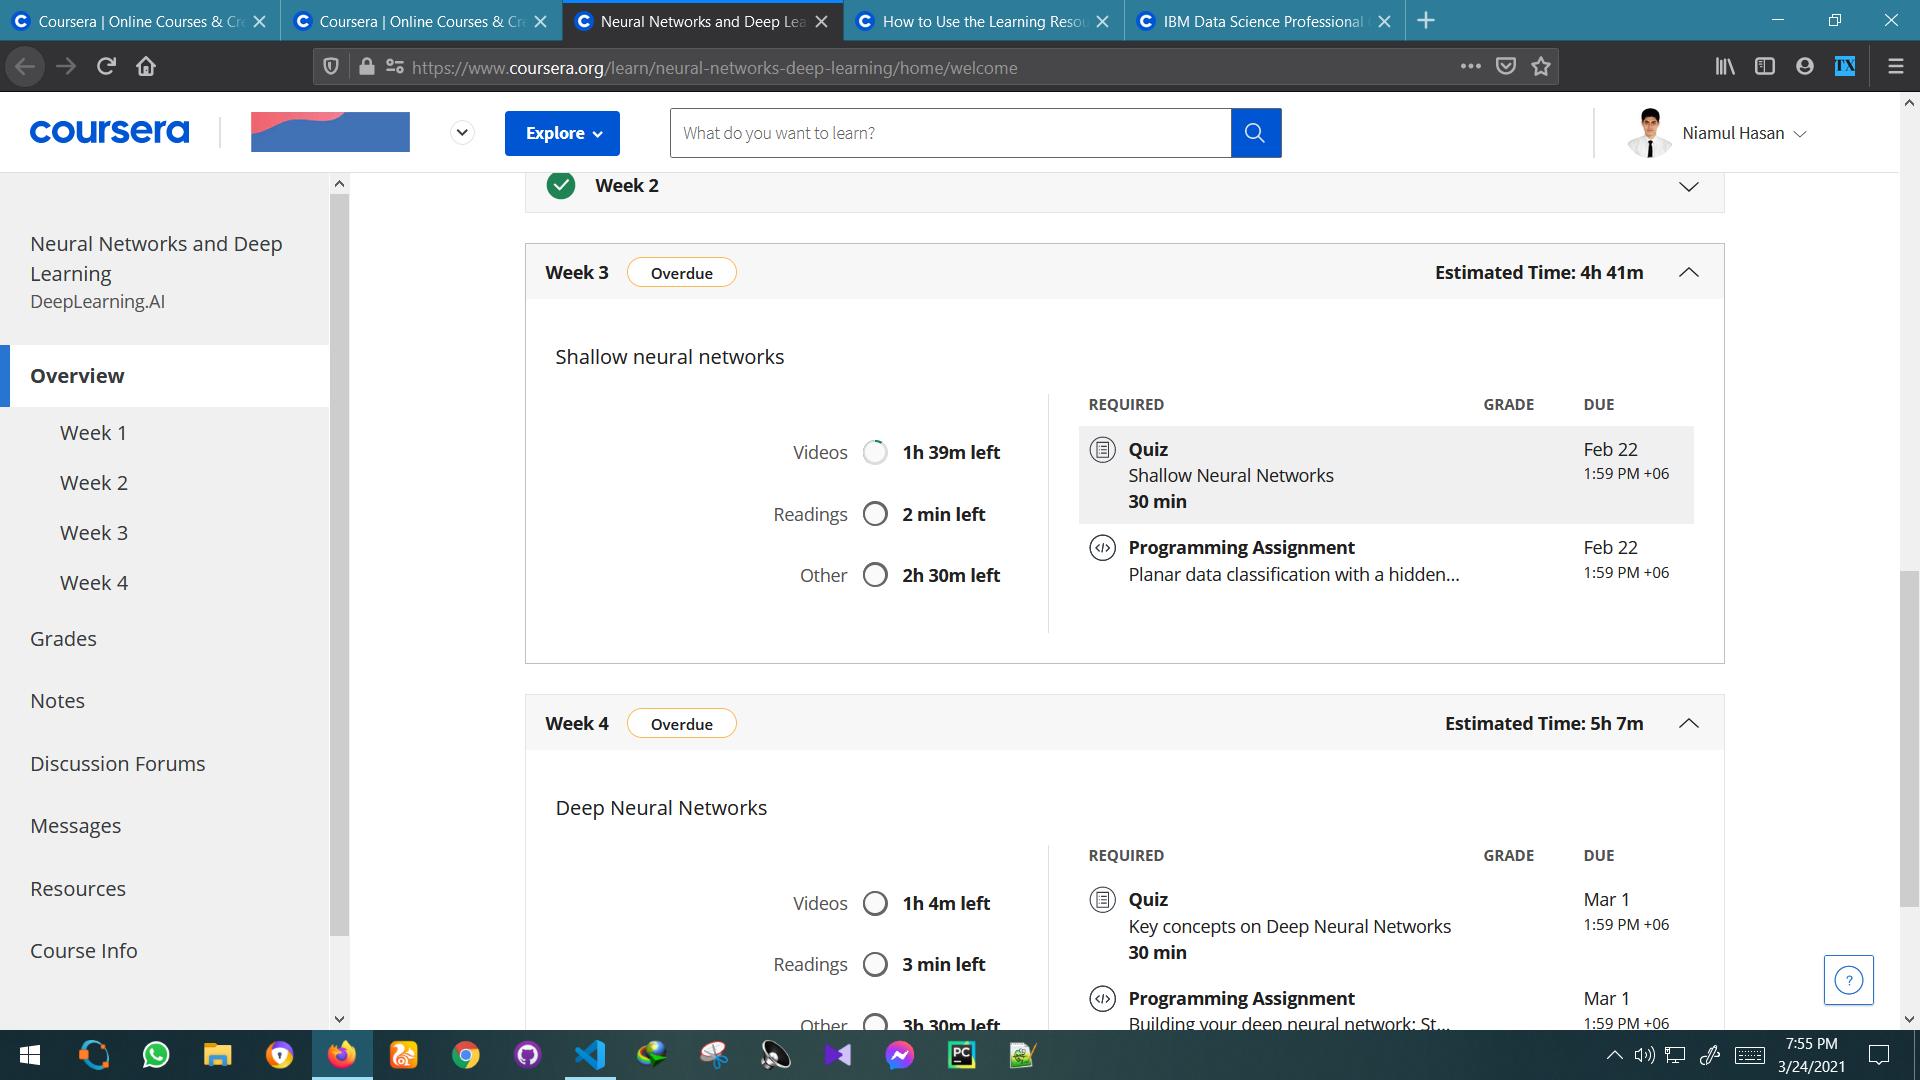 Coursera | Online Courses & Cre
Coursera | Online Courses & Cre
Neural Networks and Deep Lea
How to Use the Learning Resou
IBM Data Science Professional
https://www.coursera.org/learn/neural-networks-deep-learning/home/welcome
TX
coursera
Explore
What do you want to learn?
Niamul Hasan
Neural Networks and Deep
Learning
DeepLearning.AI
Overview
Week 1
Week 2
Week 3
Week 4
Grades
Notes
Discussion Forums
Messages
Resources
Course Info
Week 2
Week 3 Overdue Estimated Time: 4h 41m
Shallow neural networks
Videos 1h 39m left
Readings 2 min left
Other 2h 30m left
REQUIRED GRADE DUE
Quiz Feb 22
Shallow Neural Networks 1:59 PM +06
30 min
Programming Assignment Feb 22
Planar data classification with a hidden... 1:59 PM +06
Week 4 Overdue Estimated Time: 5h 7m
Deep Neural Networks
Videos 1h 4m left
Readings 3 min left
Other 3h 30m left
REQUIRED GRADE DUE
Quiz Mar 1
Key concepts on Deep Neural Networks 1:59 PM +06
30 min
Programming Assignment Mar 1
Building your deep neural network: St... 1:59 PM +06
?
PC
7:55 PM
3/24/2021